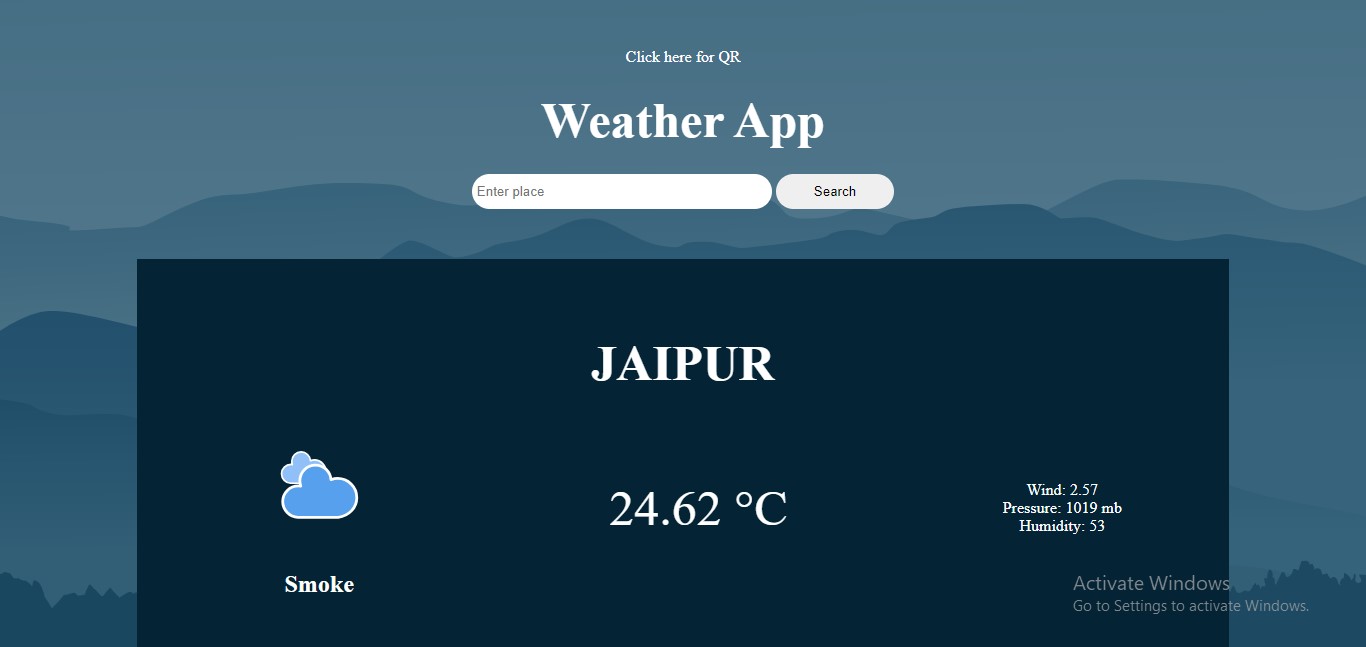 Click here for QR
Weather App
Enter place
Search
JAIPUR
24.62 °C
Wind: 2.57
Pressure: 1019 mb
Humidity: 53
Smoke
Activate Windows
Go to Settings to activate Windows.